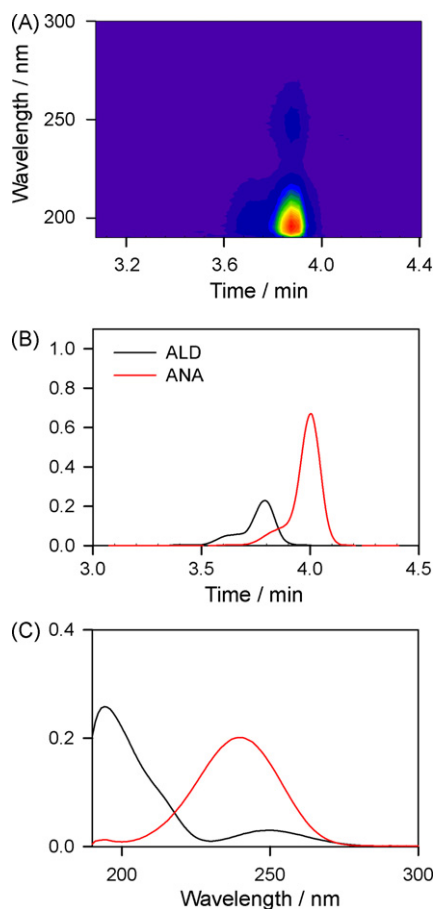 (A)
Wavelength / nm
300
250
200
3.2 3.6 4.0 4.4
Time / min
(B)
ALD
ANA
1.0
0.8
0.6
0.4
0.2
0.0
3.0 3.5 4.0 4.5
Time / min
(C)
0.4
0.2
0.0
200 250 300
Wavelength / nm